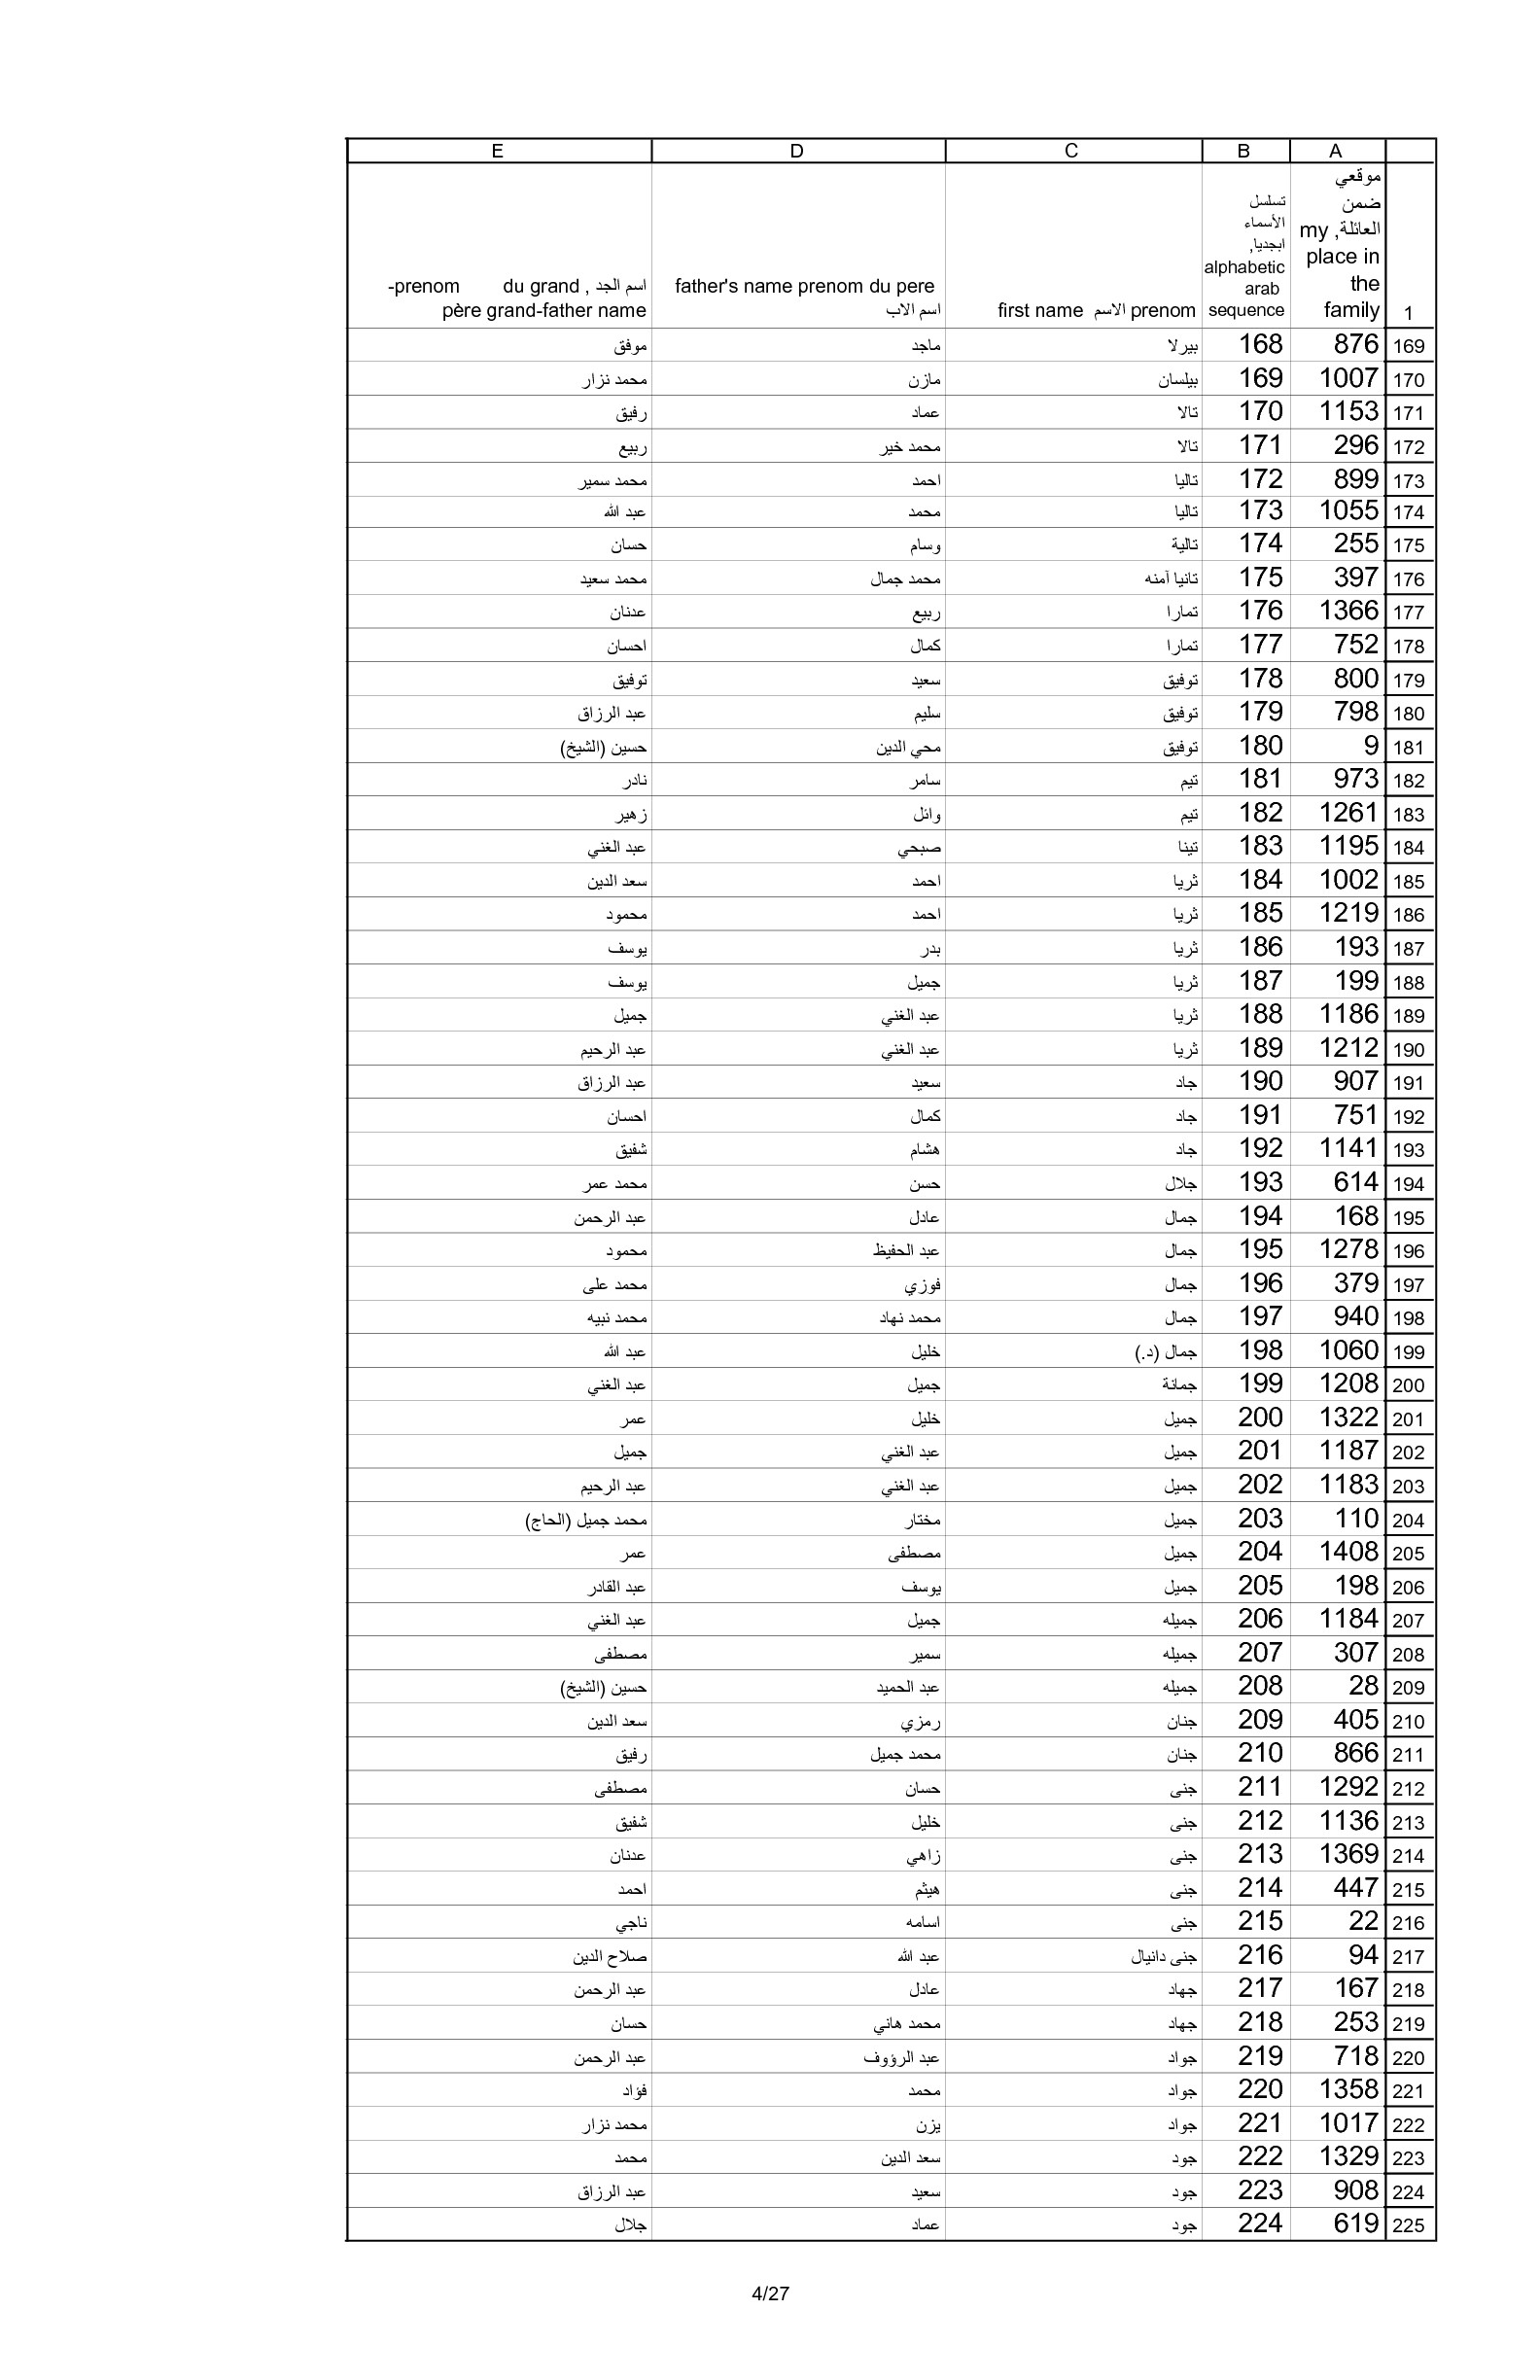 A B C D E
1 موقعي ضمن العائلة, my place in the family تسلسل الأسماء ابجديا, alphabetic arab sequence first name الاسم prenom father's name prenom du pere اسم الاب اسم الجد , du grand -prenom père grand-father name
169 876 168 بيرلا ماجد موفق
170 1007 169 بيلسان مازن محمد نزار
171 1153 170 تالا عماد رفيق
172 296 171 تالا محمد خير ربيع
173 899 172 تاليا احمد محمد سمير
174 1055 173 تاليا محمد عبد الله
175 255 174 تالية وسام حسان
176 397 175 تانيا آمنه محمد جمال محمد سعيد
177 1366 176 تمارا ربيع عدنان
178 752 177 تمارا كمال احسان
179 800 178 توفيق سعيد توفيق
180 798 179 توفيق سليم عبد الرزاق
181 9 180 توفيق محي الدين حسين (الشيخ)
182 973 181 تيم سامر نادر
183 1261 182 تيم وائل زهير
184 1195 183 تينا صبحي عبد الغني
185 1002 184 ثريا احمد سعد الدين
186 1219 185 ثريا احمد محمود
187 193 186 ثريا بدر يوسف
188 199 187 ثريا جميل يوسف
189 1186 188 ثريا عبد الغني جميل
190 1212 189 ثريا عبد الغني عبد الرحيم
191 907 190 جاد سعيد عبد الرزاق
192 751 191 جاد كمال احسان
193 1141 192 جاد هشام شفيق
194 614 193 جلال حسن محمد عمر
195 168 194 جمال عادل عبد الرحمن
196 1278 195 جمال عبد الحفيظ محمود
197 379 196 جمال فوزي محمد على
198 940 197 جمال محمد نهاد محمد نبيه
199 1060 198 جمال (د.) خليل عبد الله
200 1208 199 جمانة جميل عبد الغني
201 1322 200 جميل خليل عمر
202 1187 201 جميل عبد الغني جميل
203 1183 202 جميل عبد الغني عبد الرحيم
204 110 203 جميل مختار محمد جميل (الحاج)
205 1408 204 جميل مصطفى عمر
206 198 205 جميل يوسف عبد القادر
207 1184 206 جميله جميل عبد الغني
208 307 207 جميله سمير مصطفى
209 28 208 جميله عبد الحميد حسين (الشيخ)
210 405 209 جنان رمزي سعد الدين
211 866 210 جنان محمد جميل رفيق
212 1292 211 جنى حسان مصطفى
213 1136 212 جنى خليل شفيق
214 1369 213 جنى زاهي عدنان
215 447 214 جنى هيثم احمد
216 22 215 جنى اسامه ناجي
217 94 216 جنى دانيال عبد الله صلاح الدين
218 167 217 جهاد عادل عبد الرحمن
219 253 218 جهاد محمد هاني حسان
220 718 219 جواد عبد الرؤوف عبد الرحمن
221 1358 220 جواد محمد فؤاد
222 1017 221 جواد يزن محمد نزار
223 1329 222 جود سعد الدين محمد
224 908 223 جود سعيد عبد الرزاق
225 619 224 جود عماد جلال
4/27